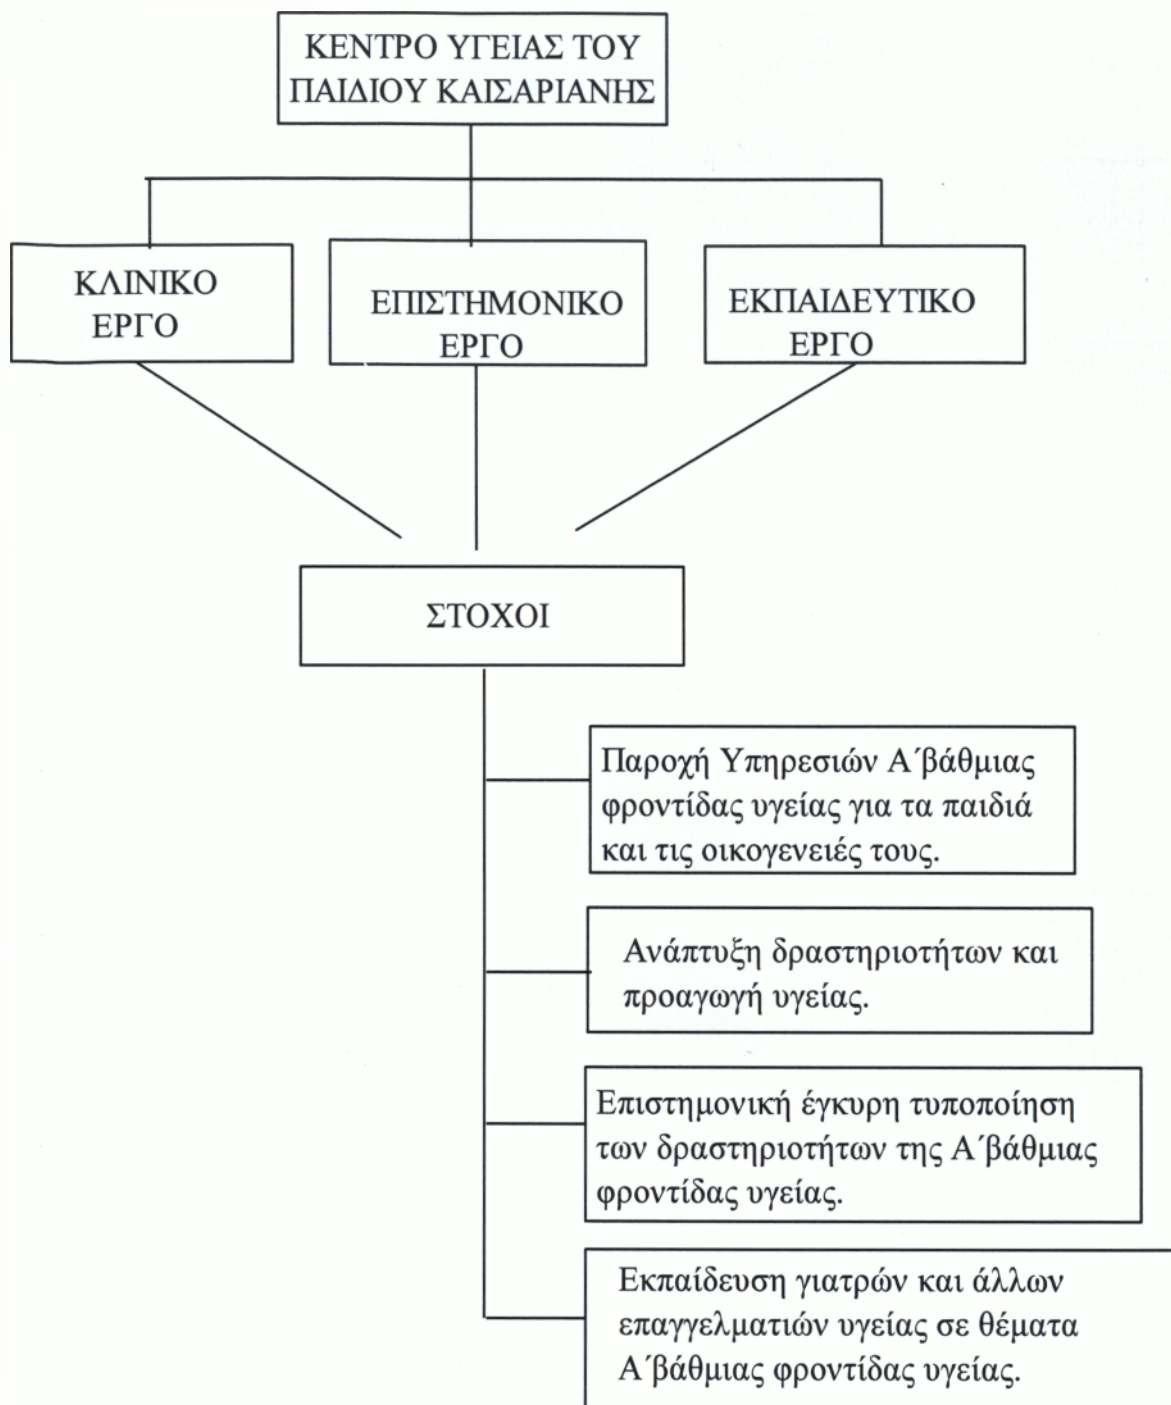 ΚΕΝΤΡΟ ΥΓΕΙΑΣ ΤΟΥ
ΠΑΙΔΙΟΥ ΚΑΙΣΑΡΙΑΝΗΣ
ΚΛΙΝΙΚΟ
ΕΡΓΟ
ΕΠΙΣΤΗΜΟΝΙΚΟ
ΕΡΓΟ
ΕΚΠΑΙΔΕΥΤΙΚΟ
ΕΡΓΟ
ΣΤΟΧΟΙ
Παροχή Υπηρεσιών Α΄βάθμιας
φροντίδας υγείας για τα παιδιά
και τις οικογενειές τους.
Ανάπτυξη δραστηριοτήτων και
προαγωγή υγείας.
Επιστημονική έγκυρη τυποποίηση
των δραστηριοτήτων της Α΄βάθμιας
φροντίδας υγείας.
Εκπαίδευση γιατρών και άλλων
επαγγελματιών υγείας σε θέματα
Α΄βάθμιας φροντίδας υγείας.